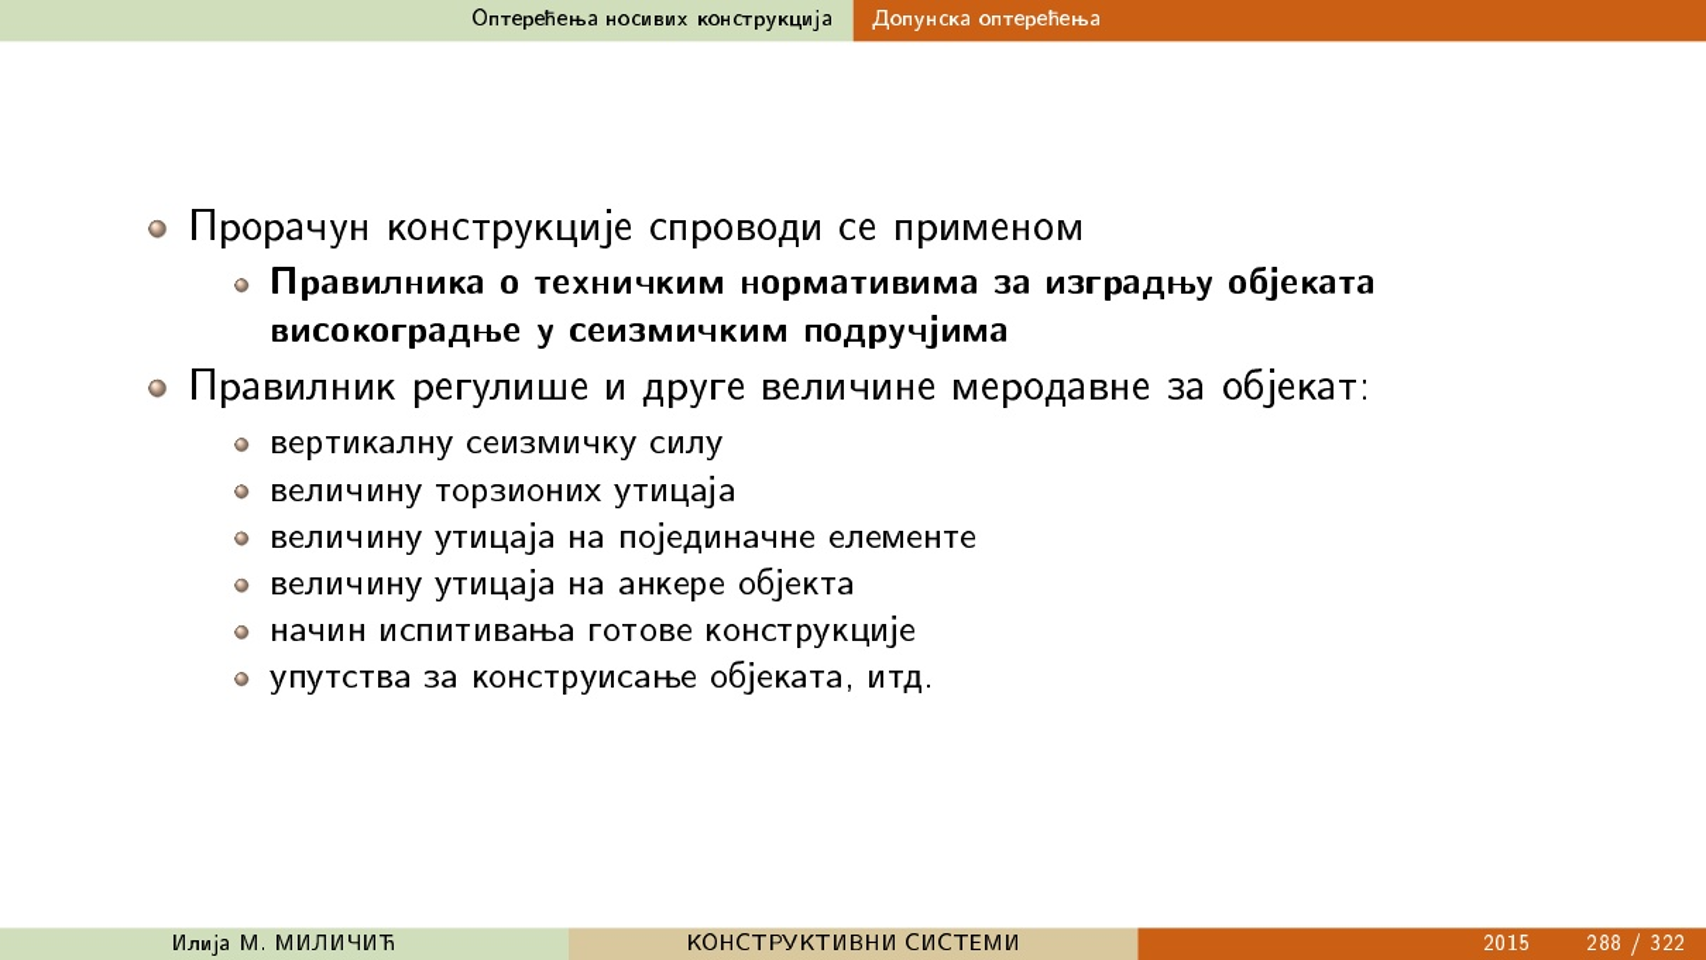 Оптерећења носивих конструкција Допунска оптерећења
Прорачун конструкције спроводи се применом
Правилника о техничким нормативима за изградњу објеката
високоградње у сеизмичким подручјима
Правилник регулише и друге величине меродавне за објекат:
вертикалну сеизмичку силу
величину торзионих утицаја
величину утицаја на појединачне елементе
величину утицаја на анкере објекта
начин испитивања готове конструкције
упутства за конструисање објеката, итд.
Илија М. МИЛИЧИЋ КОНСТРУКТИВНИ СИСТЕМИ 2015 288 / 322